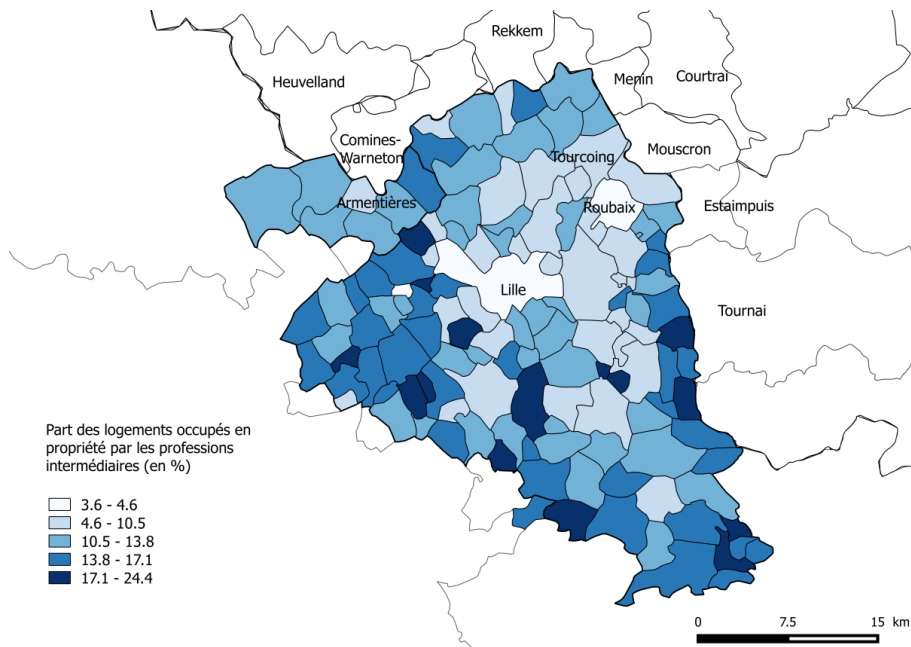 Rekkem
Heuvelland
Menin
Courtrai
Comines-
Warneton
Mouscron
Tourcoing
Armentières
Roubaix
Estaimpuis
Lille
Tournai
Part des logements occupés en
propriété par les professions
intermédiaires (en %)
3.6 - 4.6
4.6 - 10.5
10.5 - 13.8
13.8 - 17.1
17.1 - 24.4
0 7.5 15 km